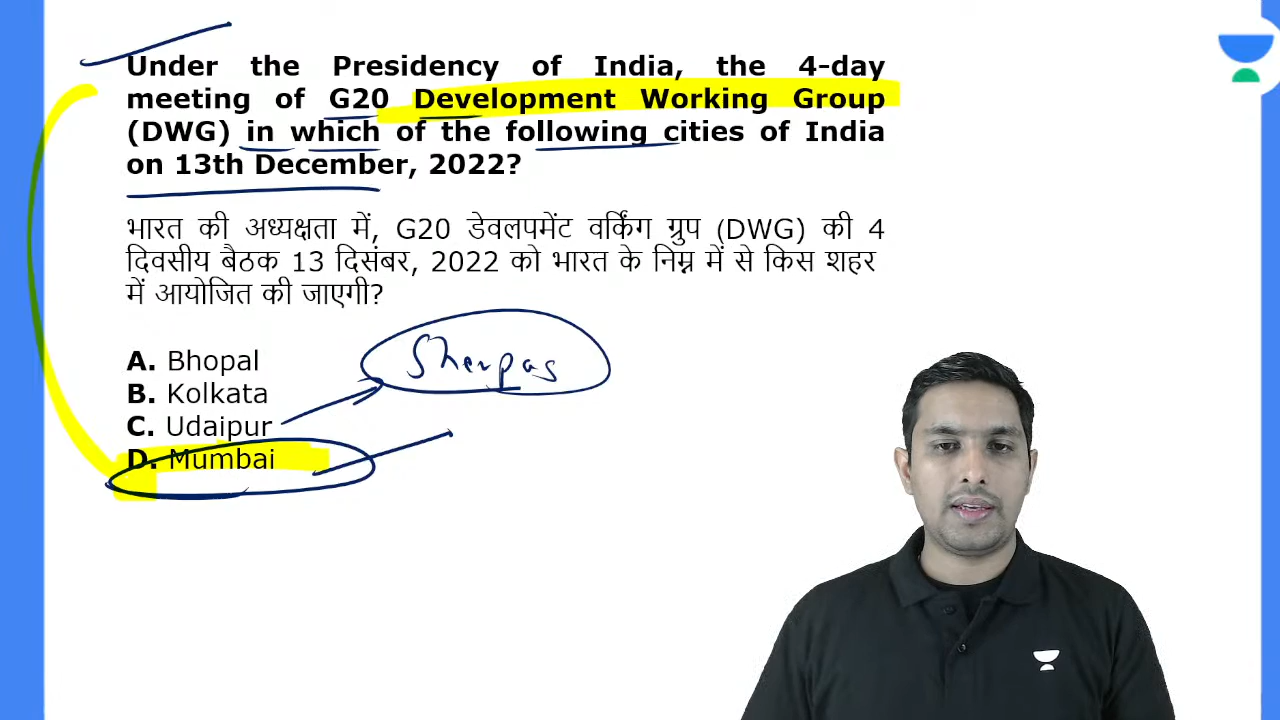 Under the Presidency of India, the 4-day
meeting of G20 Development Working Group
(DWG) in which of the following cities of India
on 13th December, 2022?
भारत की अध्यक्षता में, G20 डेवलपमेंट वर्किंग ग्रुप (DWG) की 4
दिवसीय बैठक 13 दिसंबर, 2022 को भारत के निम्न में से किस शहर
में आयोजित की जाएगी?
A. Bhopal
Sherpas
B. Kolkata
C. Udaipur
D. Mumbai